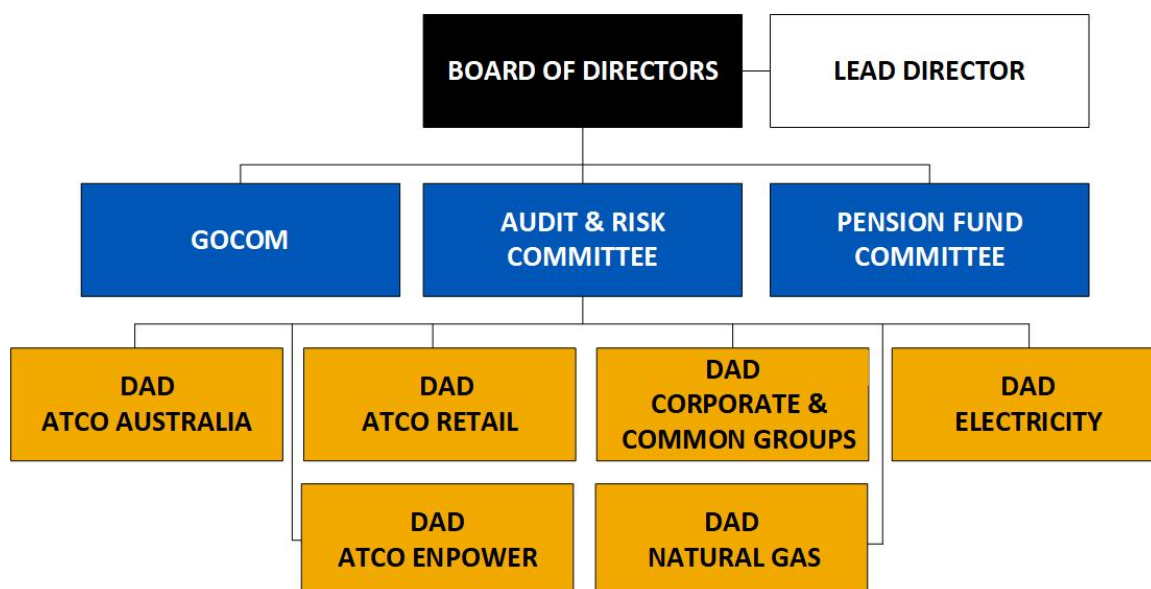 BOARD OF DIRECTORS
LEAD DIRECTOR
GOCOM
AUDIT & RISK
COMMITTEE
PENSION FUND
COMMITTEE
DAD
ATCO AUSTRALIA
DAD
ATCO RETAIL
DAD
CORPORATE &
COMMON GROUPS
DAD
ELECTRICITY
DAD
ATCO ENPOWER
DAD
NATURAL GAS